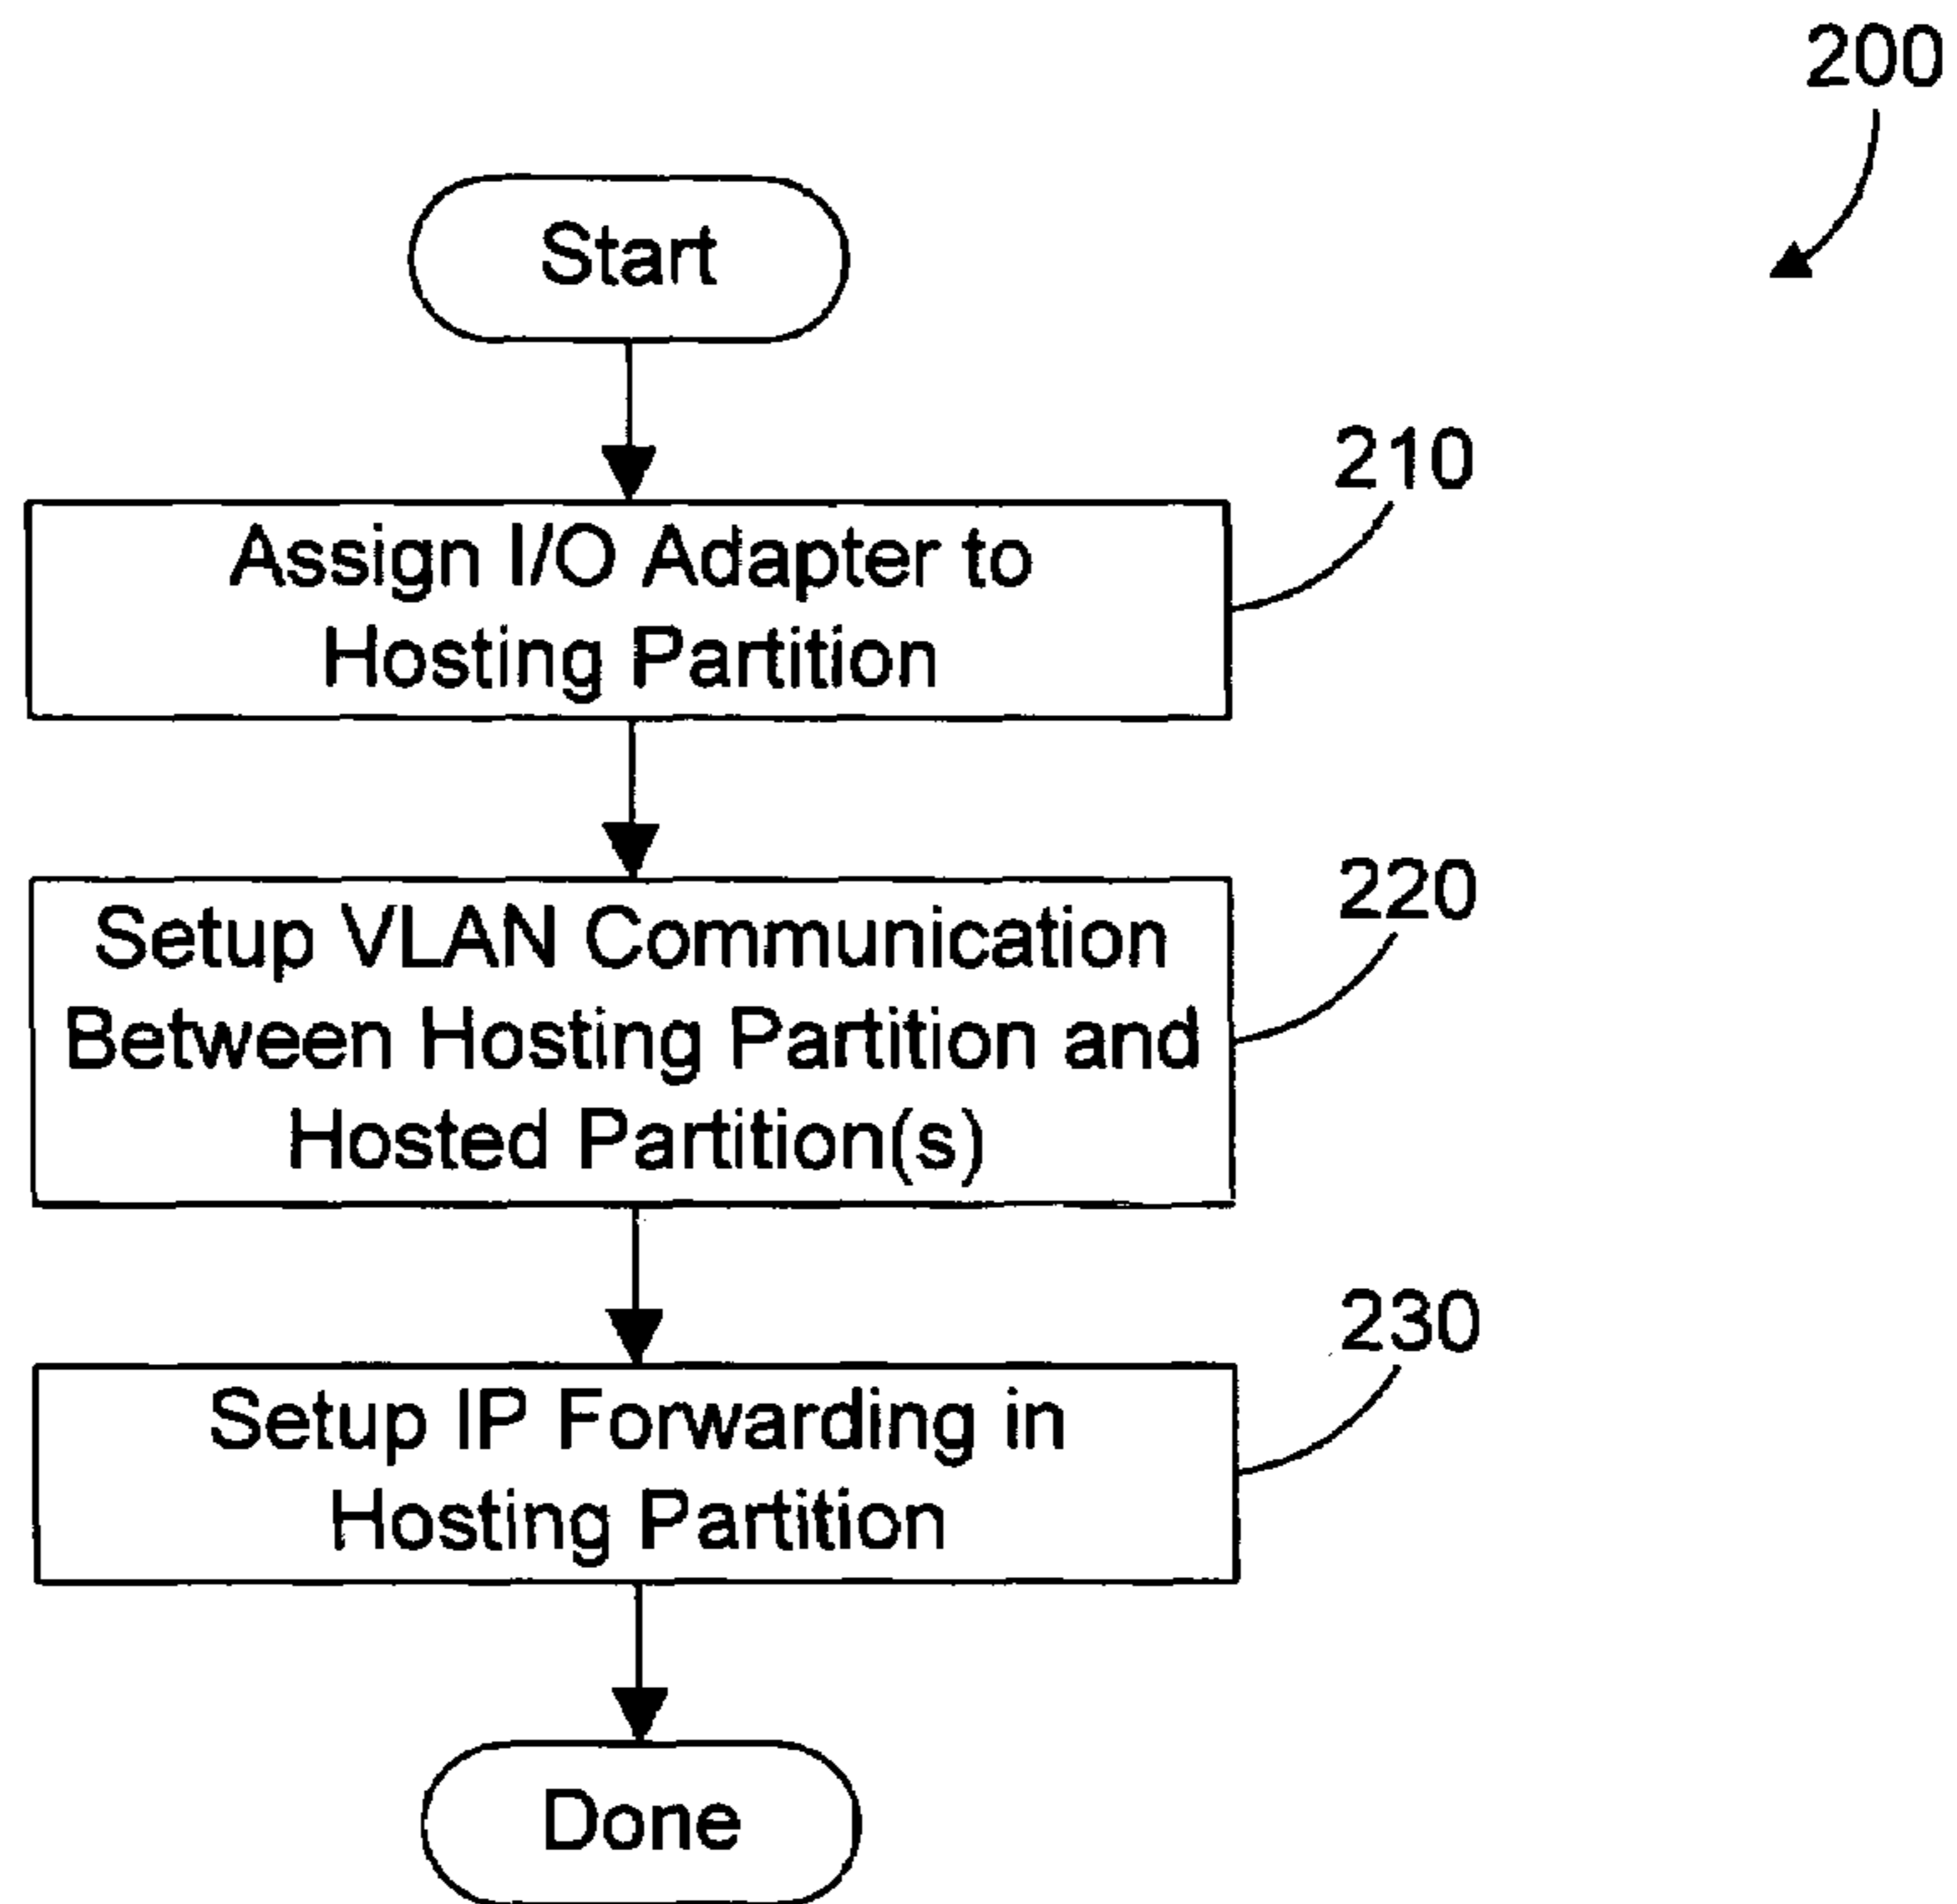 200
Start
210
Assign I/O Adapter to
Hosting Partition
220
Setup VLAN Communication
Between Hosting Partition and
Hosted Partition(s)
230
Setup IP Forwarding in
Hosting Partition
Done